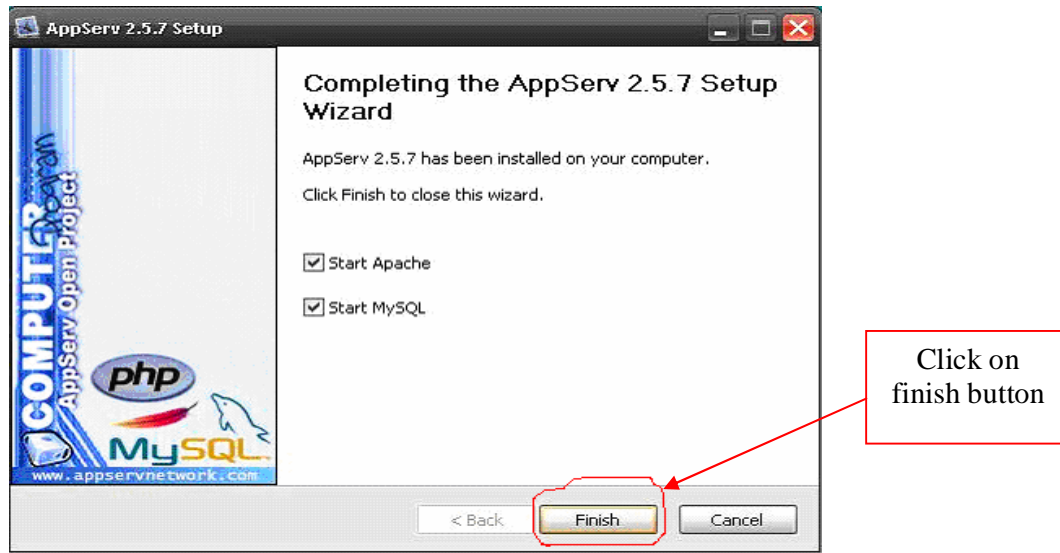 AppServ 2.5.7 Setup
Completing the AppServ 2.5.7 Setup
Wizard
AppServ 2.5.7 has been installed on your computer.
Click Finish to close this wizard.
Start Apache
Start MySQL
COMPUTER
program
AppServ Open Project
php
MySQL
www.appservnetwork.com
< Back
Finish
Cancel
Click on
finish button